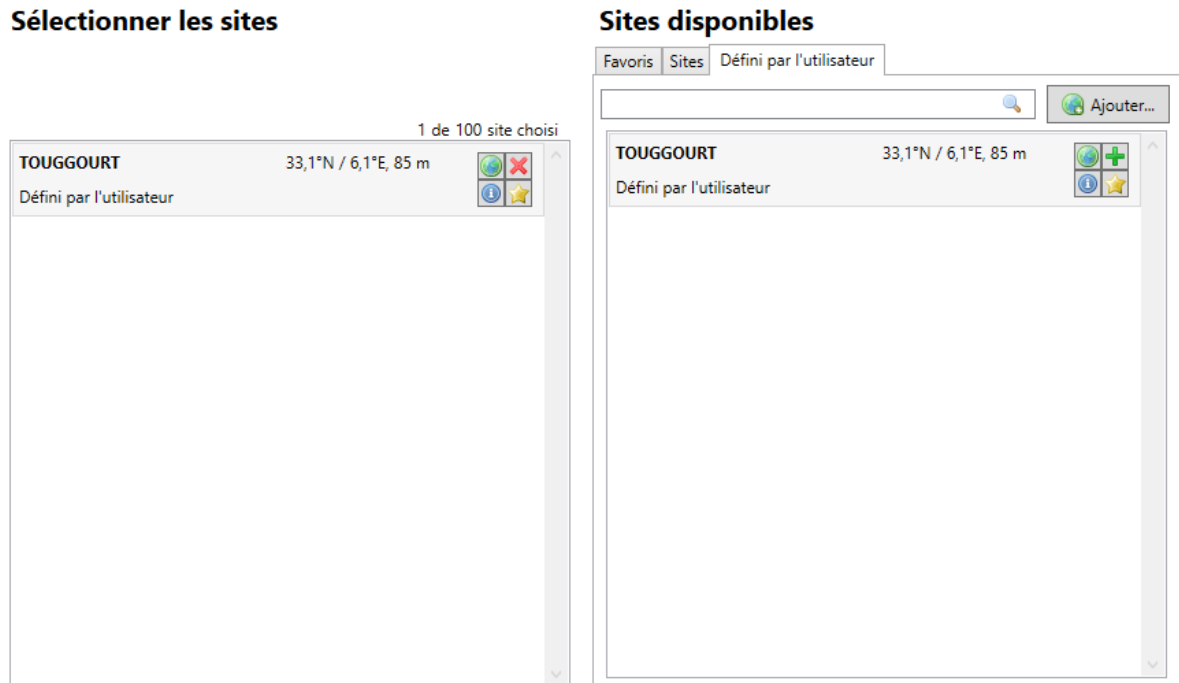 Sélectionner les sites
1 de 100 site choisi
TOUGGOURT 33,1°N / 6,1°E, 85 m
Défini par l'utilisateur
Sites disponibles
Favoris Sites Défini par l'utilisateur
Ajouter...
TOUGGOURT 33,1°N / 6,1°E, 85 m
Défini par l'utilisateur